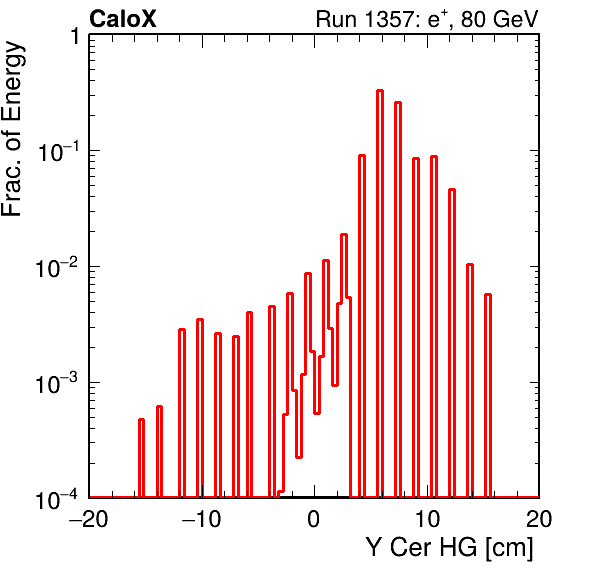 CaloX Run 1357: e⁺, 80 GeV
Frac. of Energy
1
10⁻¹
10⁻²
10⁻³
10⁻⁴
−20 −10 0 10 20
Y Cer HG [cm]